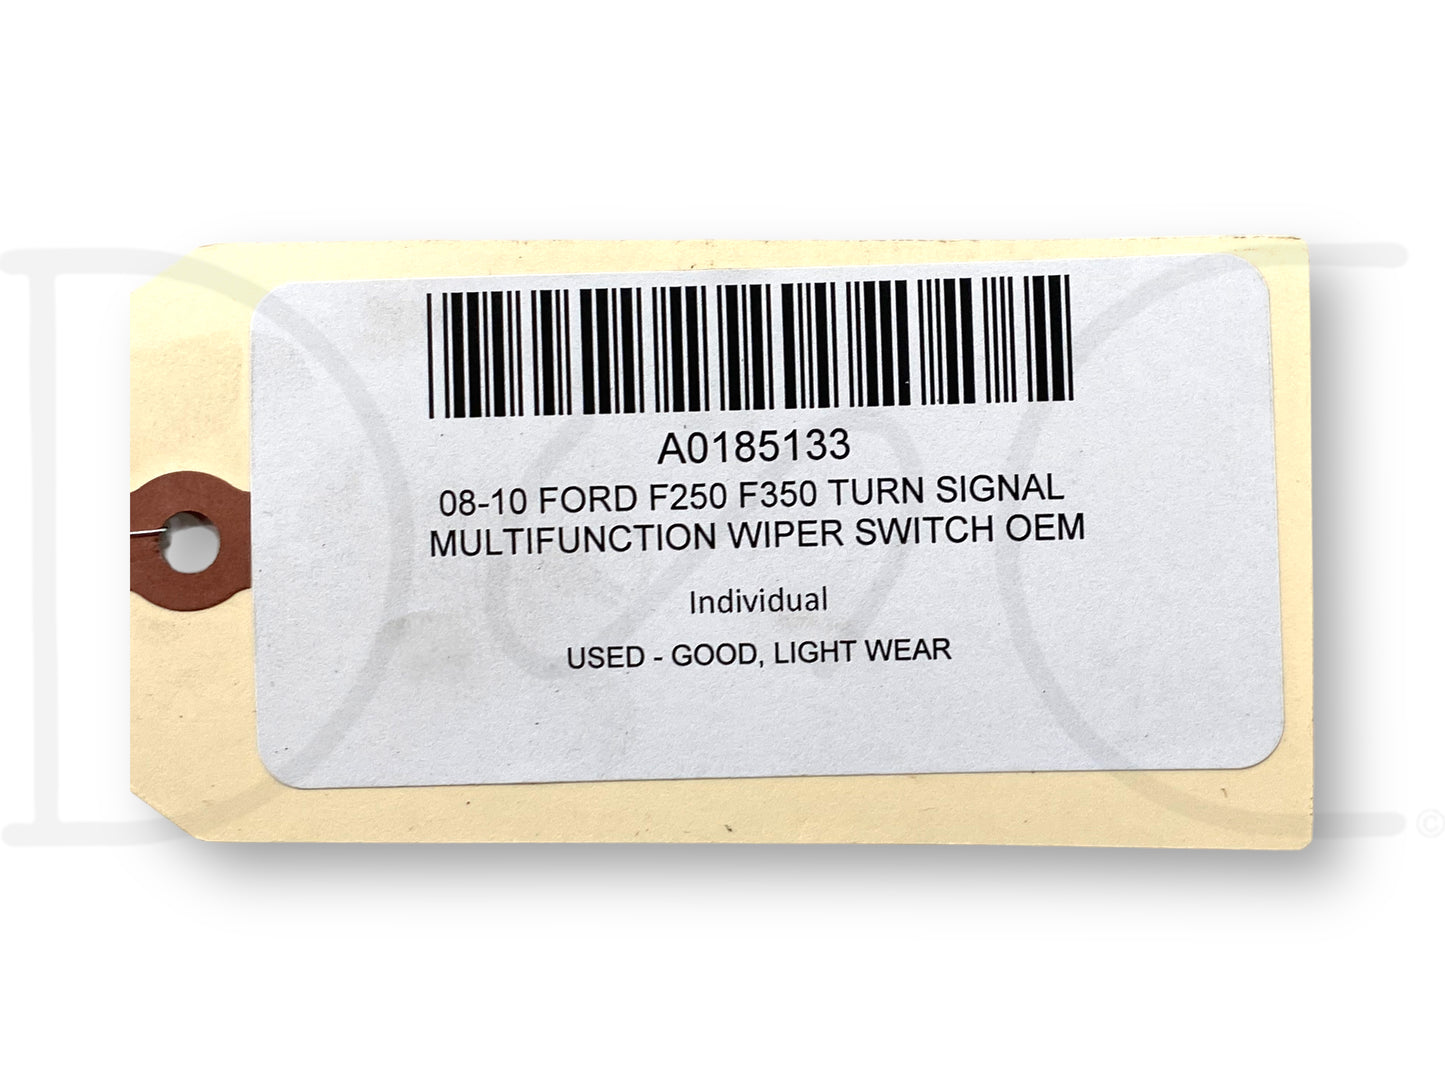 A0185133
08-10 FORD F250 F350 TURN SIGNAL
MULTIFUNCTION WIPER SWITCH OEM
Individual
USED - GOOD, LIGHT WEAR
©